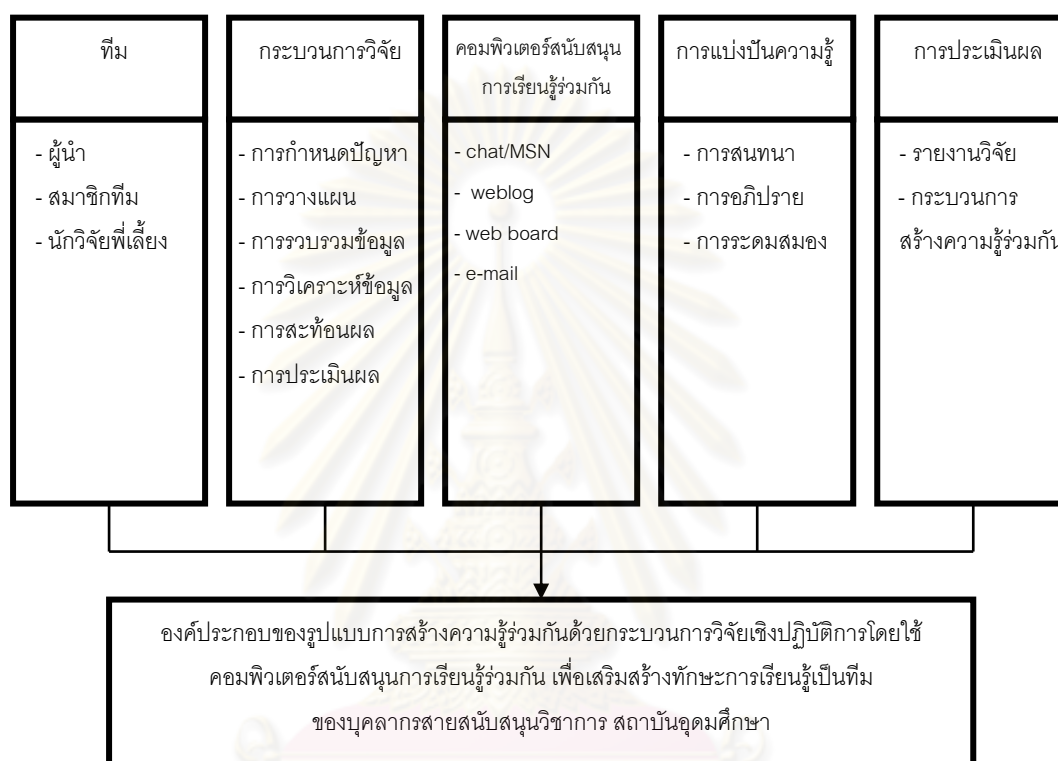 ทีม
- ผู้นำ
- สมาชิกทีม
- นักวิจัยพี่เลี้ยง
กระบวนการวิจัย
- การกำหนดปัญหา
- การวางแผน
- การรวบรวมข้อมูล
- การวิเคราะห์ข้อมูล
- การสะท้อนผล
- การประเมินผล
คอมพิวเตอร์สนับสนุน
การเรียนรู้ร่วมกัน
- chat/MSN
- weblog
- web board
- e-mail
การแบ่งปันความรู้
- การสนทนา
- การอภิปราย
- การระดมสมอง
การประเมินผล
- รายงานวิจัย
- กระบวนการ
สร้างความรู้ร่วมกัน
องค์ประกอบของรูปแบบการสร้างความรู้ร่วมกันด้วยกระบวนการวิจัยเชิงปฏิบัติการโดยใช้
คอมพิวเตอร์สนับสนุนการเรียนรู้ร่วมกัน เพื่อเสริมสร้างทักษะการเรียนรู้เป็นทีม
ของบุคลากรสายสนับสนุนวิชาการ สถาบันอุดมศึกษา